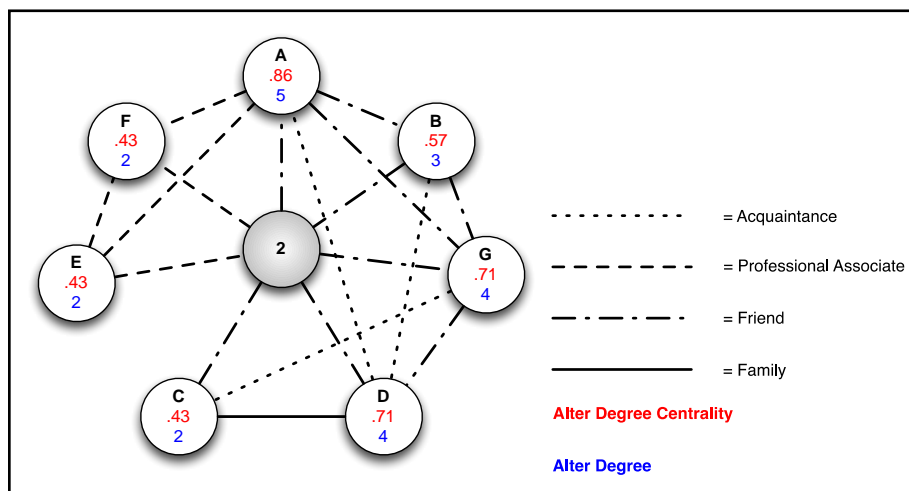 A
.86
5
F
.43
2
B
.57
3
2
E
.43
2
G
.71
4
C
.43
2
D
.71
4
= Acquaintance
= Professional Associate
= Friend
= Family
Alter Degree Centrality
Alter Degree